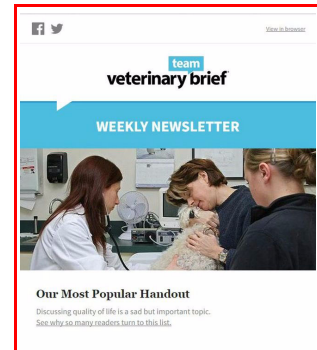 View in browser
team
veterinary brief
WEEKLY NEWSLETTER
Our Most Popular Handout
Discussing quality of life is a sad but important topic.
See why so many readers turn to this list.